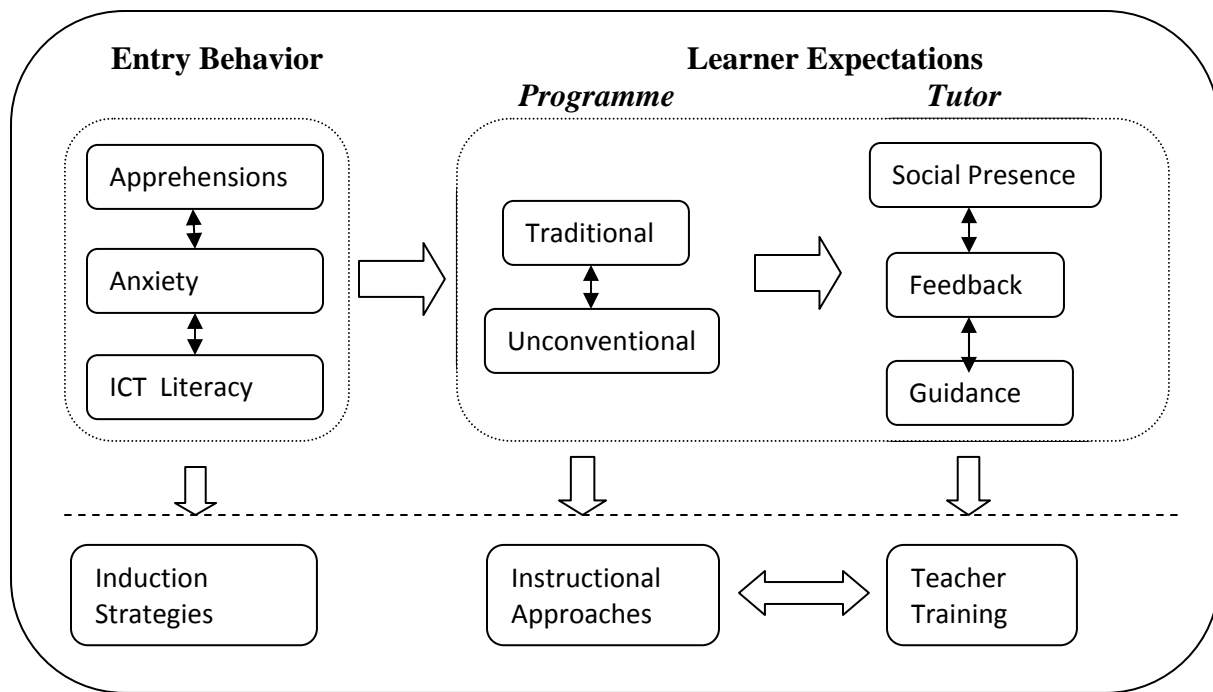 Entry Behavior
Learner Expectations
Programme
Tutor
Apprehensions
Anxiety
ICT Literacy
Traditional
Unconventional
Social Presence
Feedback
Guidance
Induction
Strategies
Instructional
Approaches
Teacher
Training